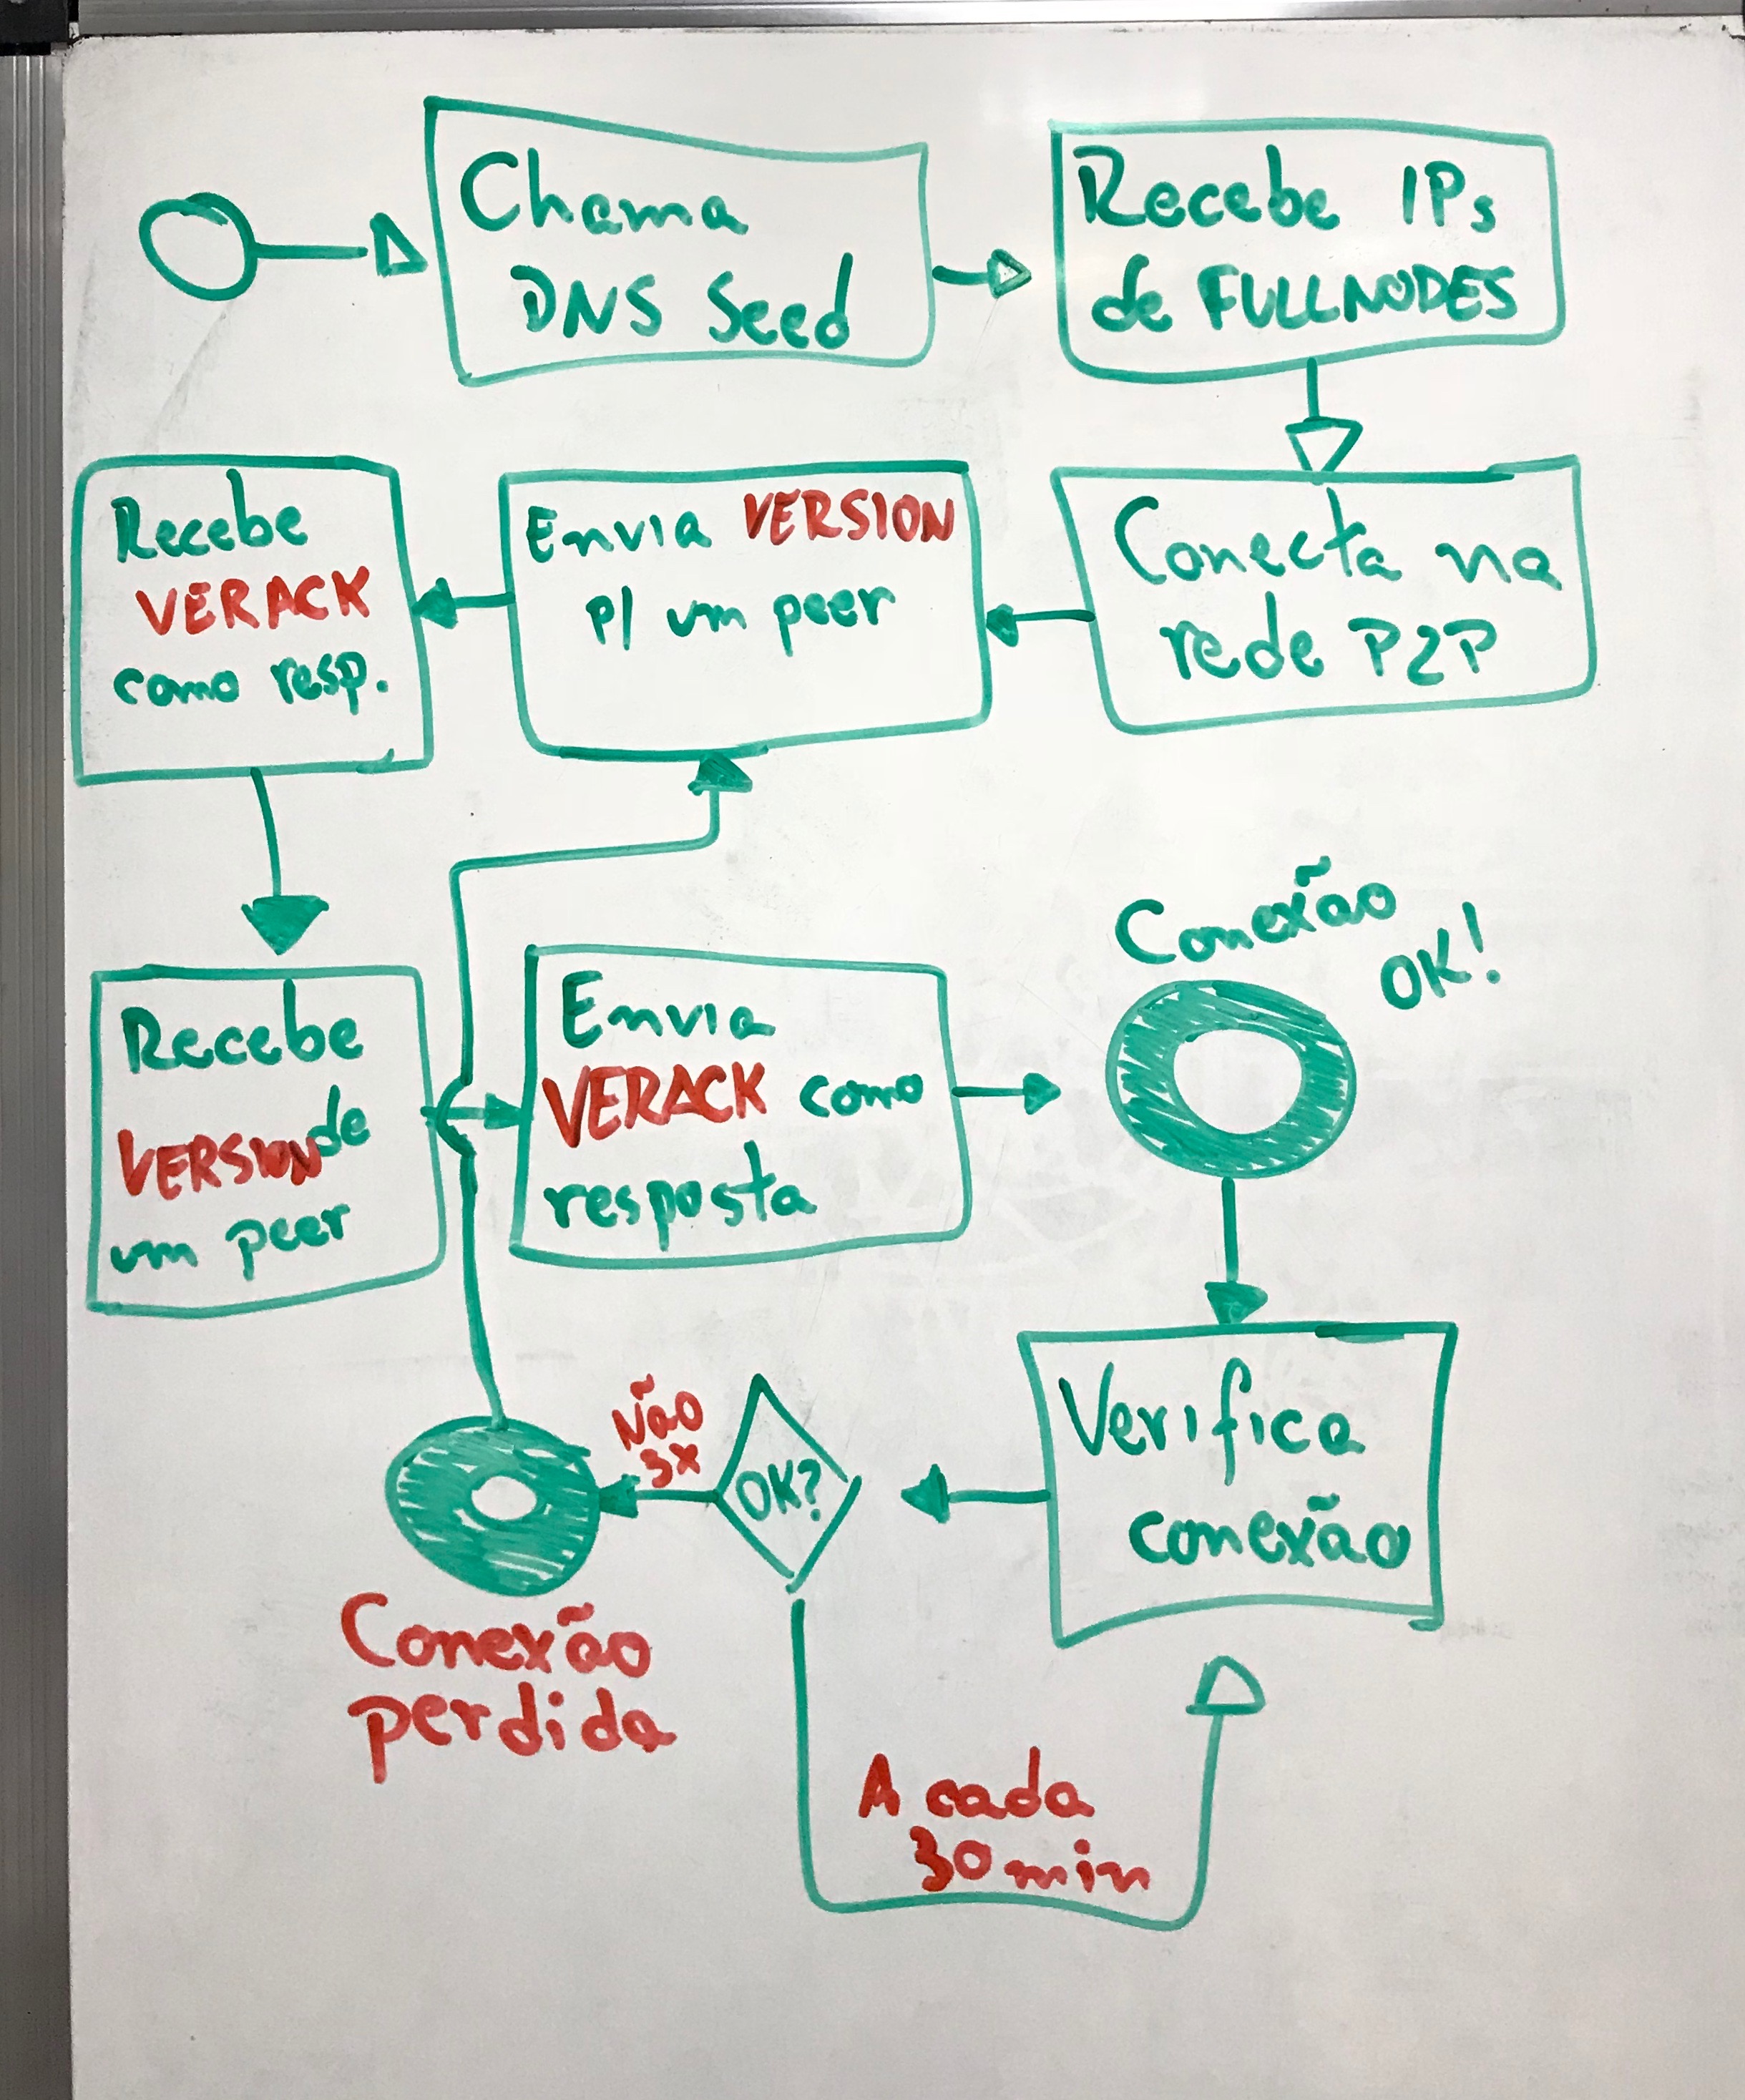 Chama
DNS Seed
Recebe IPs
de FULLNODES
Conecta na
rede P2P
Envia VERSION
p/ um peer
Recebe
VERACK
como resp.
Recebe
VERSION de
um peer
Envia
VERACK como
resposta
Conexão
OK!
Verifica
conexão
OK?
Não
3x
Conexão
perdida
A cada
30 min